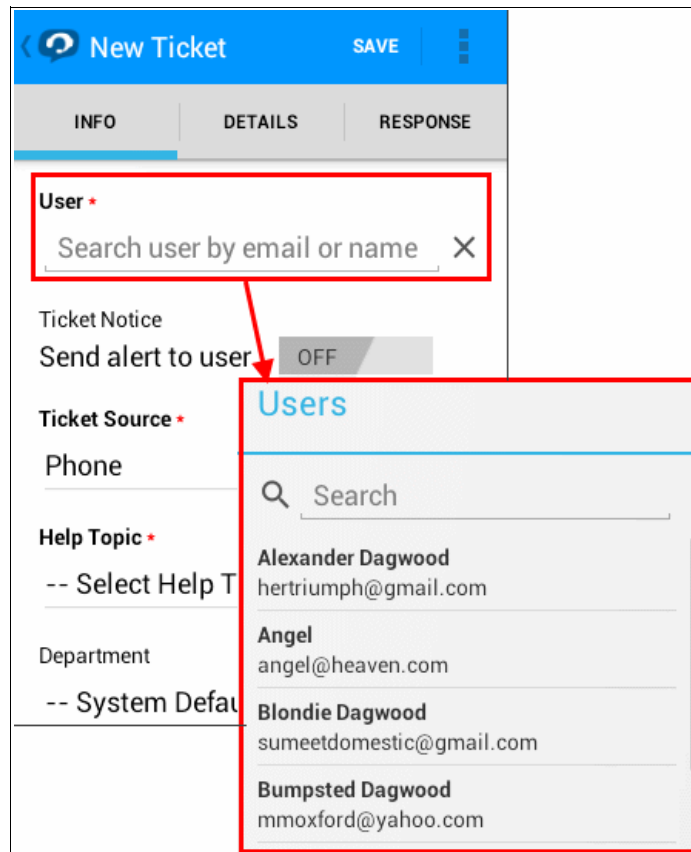 New Ticket SAVE
INFO DETAILS RESPONSE
User *
Search user by email or name
Ticket Notice
Send alert to user OFF
Ticket Source *
Phone
Help Topic *
-- Select Help T
Department
-- System Defau
Users
Search
Alexander Dagwood
hertriumph@gmail.com
Angel
angel@heaven.com
Blondie Dagwood
sumeetdomestic@gmail.com
Bumpsted Dagwood
mmoxford@yahoo.com